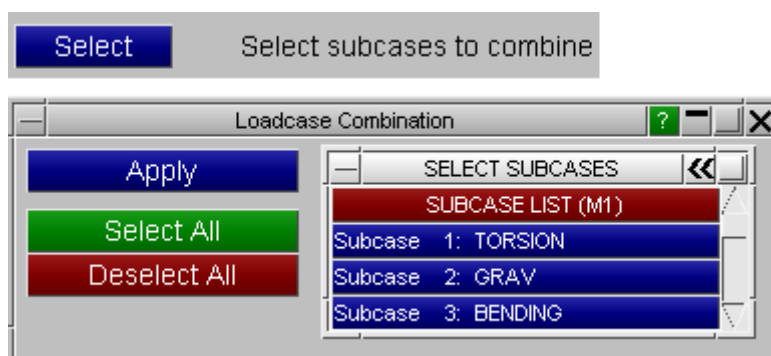 Select Select subcases to combine
Loadcase Combination ?
Apply
Select All
Deselect All
SELECT SUBCASES
SUBCASE LIST (M1)
Subcase 1: TORSION
Subcase 2: GRAV
Subcase 3: BENDING